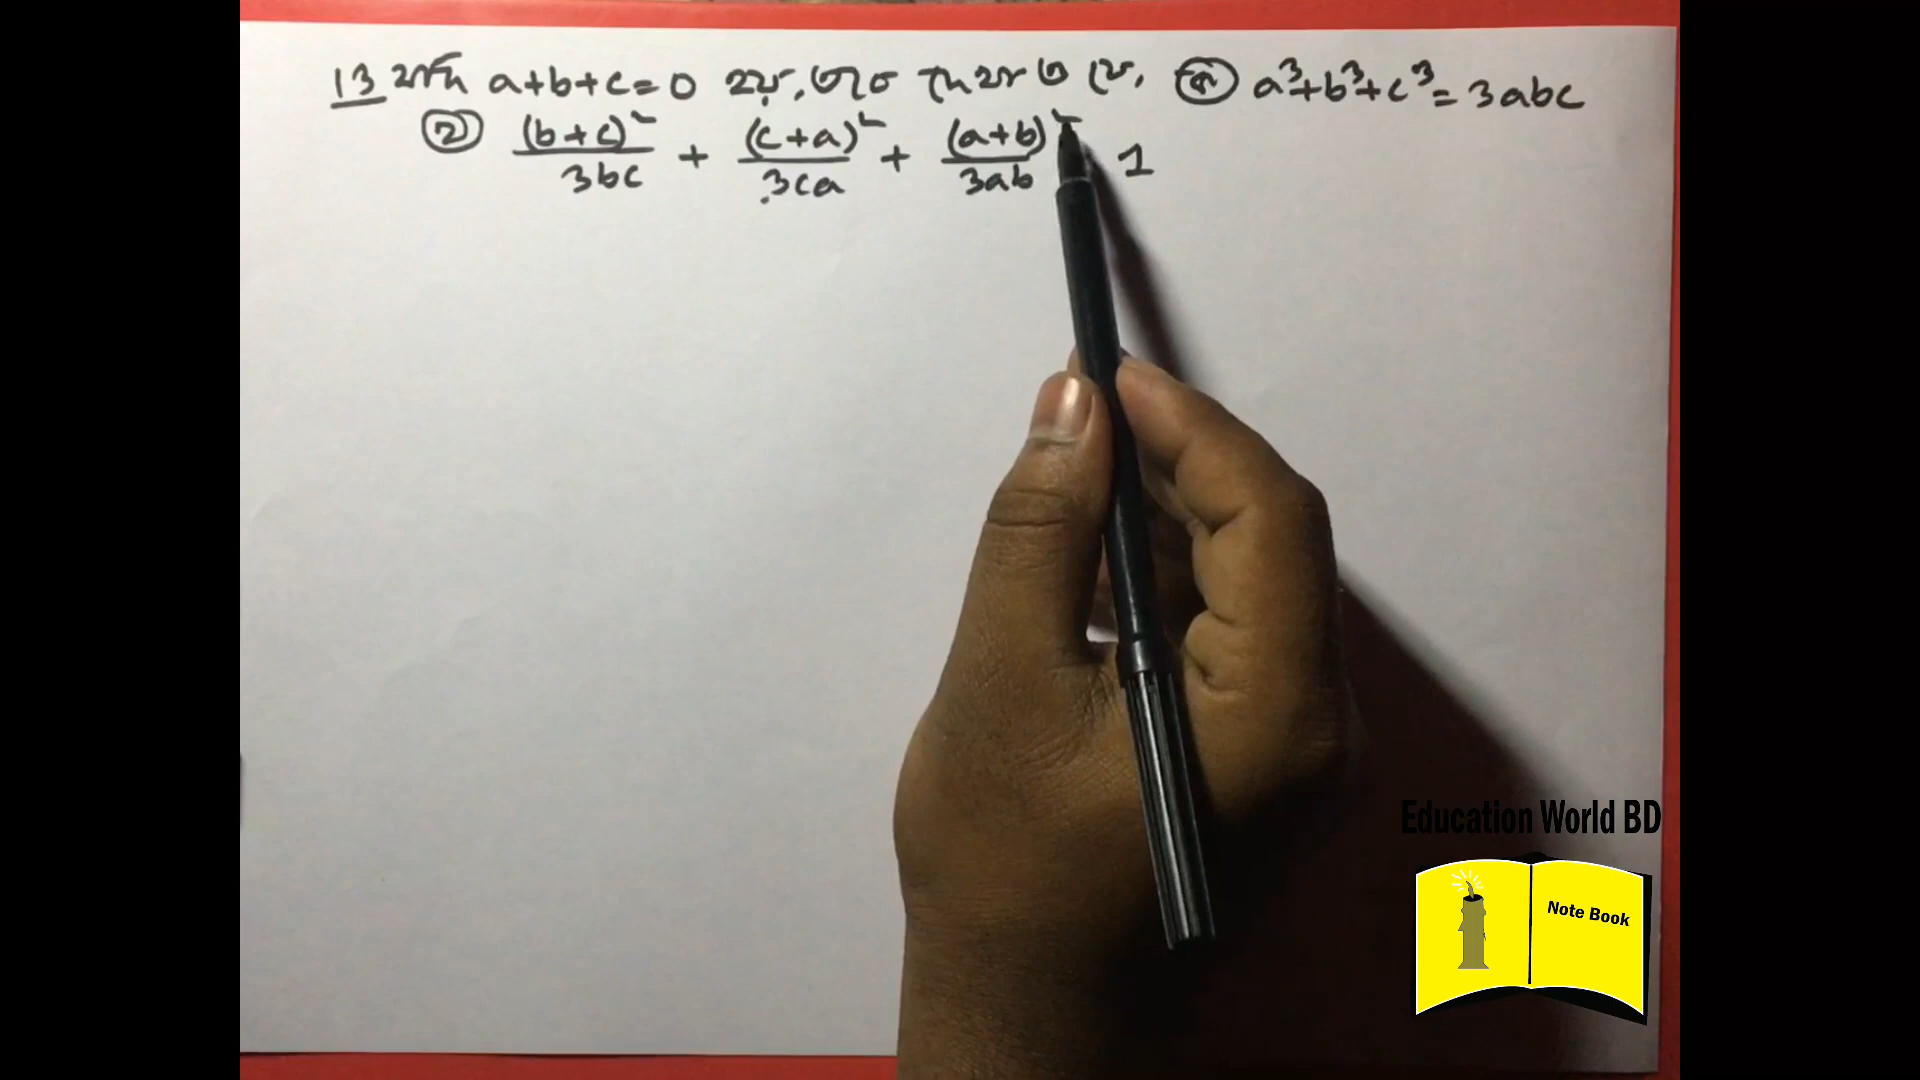 13 যদি a+b+c=0 হয়, তবে দেখাও যে, ক a³+b³+c³=3abc
খ (b+c)²/3bc + (c+a)²/3ca + (a+b)²/3ab 1
Education World BD
Note Book